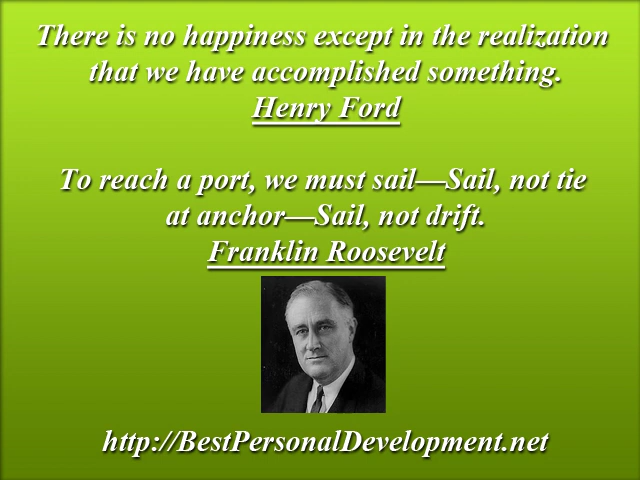 There is no happiness except in the realization
that we have accomplished something.
Henry Ford
To reach a port, we must sail—Sail, not tie
at anchor—Sail, not drift.
Franklin Roosevelt
http://BestPersonalDevelopment.net